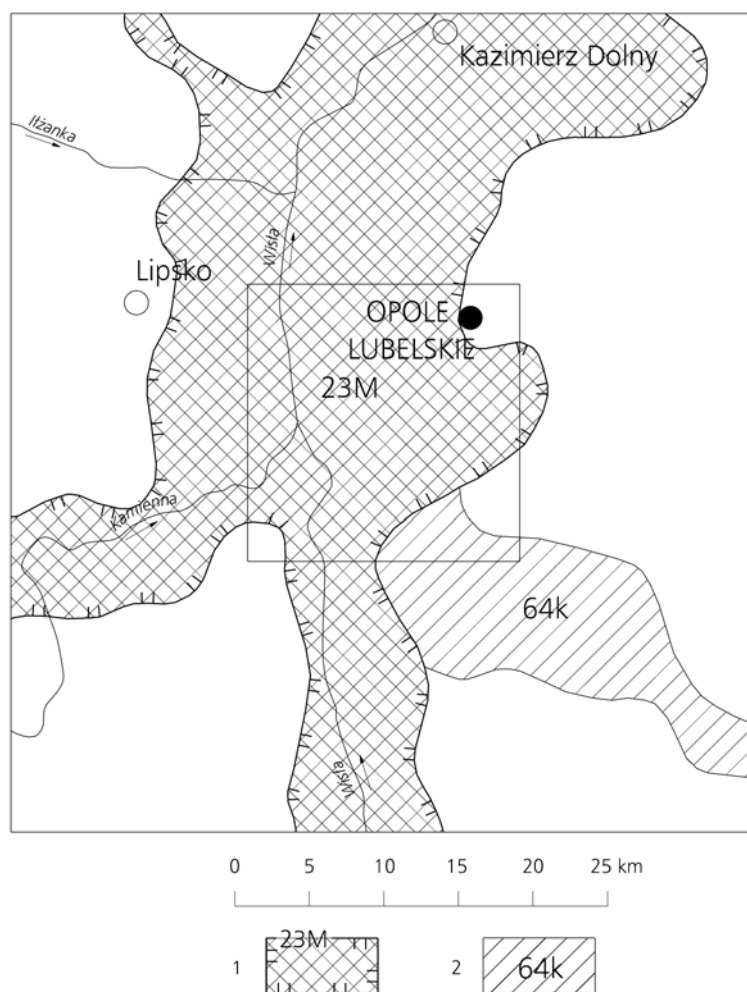 Kazimierz Dolny
Iłżanka
Wisła
Lipsko
OPOLE
LUBELSKIE
23M
Kamienna
64k
Wisła
0 5 10 15 20 25 km
1 23M 2 64k